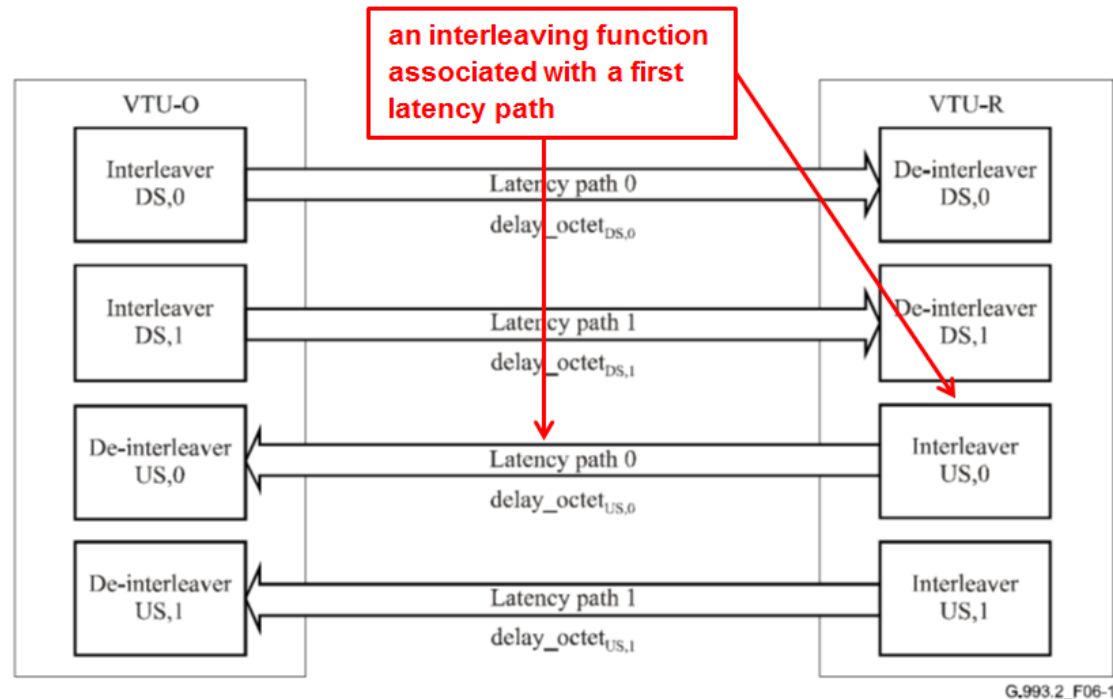 an interleaving function
associated with a first
latency path
VTU-O
VTU-R
Interleaver
DS,0
Latency path 0
delay_octetDS,0
De-interleaver
DS,0
Interleaver
DS,1
Latency path 1
delay_octetDS,1
De-interleaver
DS,1
De-interleaver
US,0
Latency path 0
delay_octetUS,0
Interleaver
US,0
De-interleaver
US,1
Latency path 1
delay_octetUS,1
Interleaver
US,1
G.993.2_F06-1